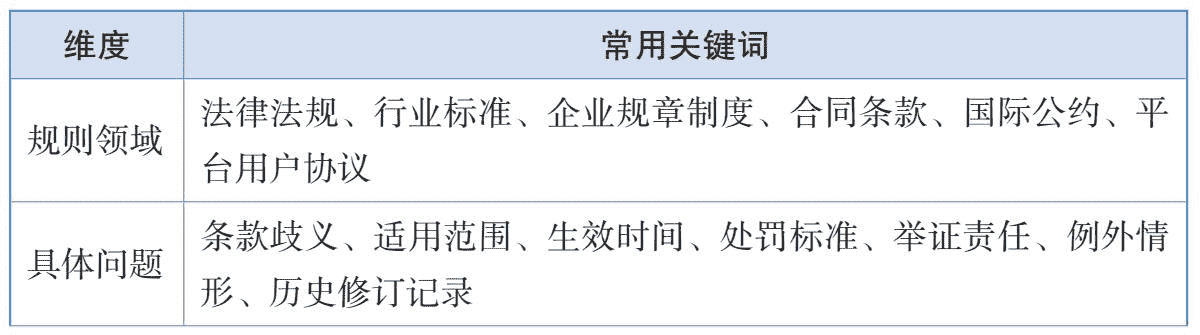 维度 常用关键词
规则领域 法律法规、行业标准、企业规章制度、合同条款、国际公约、平
台用户协议
具体问题 条款歧义、适用范围、生效时间、处罚标准、举证责任、例外情
形、历史修订记录